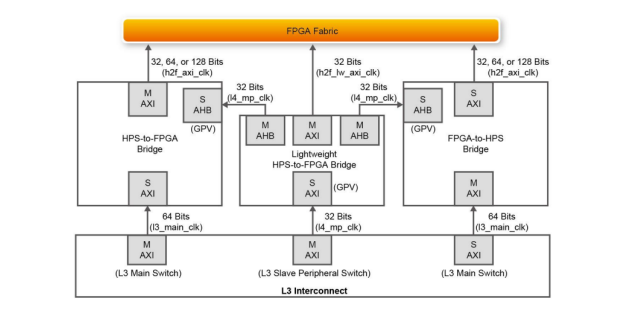 FPGA Fabric
32, 64, or 128 Bits
(h2f_axi_clk)
32 Bits
(h2f_lw_axi_clk)
32, 64, or 128 Bits
(h2f_axi_clk)
M
AXI
S
AHB
(GPV)
HPS-to-FPGA
Bridge
S
AXI
32 Bits
(l4_mp_clk)
32 Bits
(l4_mp_clk)
M
AHB
M
AXI
M
AHB
Lightweight
HPS-to-FPGA Bridge
S
AXI
(GPV)
S
AHB
(GPV)
S
AXI
FPGA-to-HPS
Bridge
M
AXI
64 Bits
(l3_main_clk)
32 Bits
(l4_mp_clk)
64 Bits
(l3_main_clk)
M
AXI
M
AXI
S
AXI
(L3 Main Switch)
(L3 Slave Peripheral Switch)
(L3 Main Switch)
L3 Interconnect